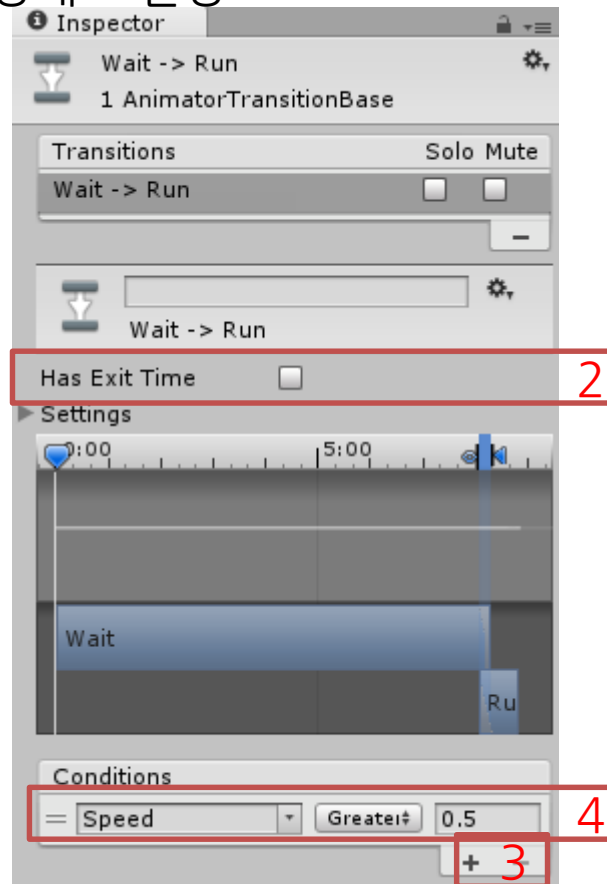 Inspector
Wait -> Run
1 AnimatorTransitionBase
Transitions Solo Mute
Wait -> Run
Wait -> Run
Has Exit Time 2
Settings
0:00 5:00
Wait
Ru
Conditions
= Speed Greater 0.5 4
+ 3